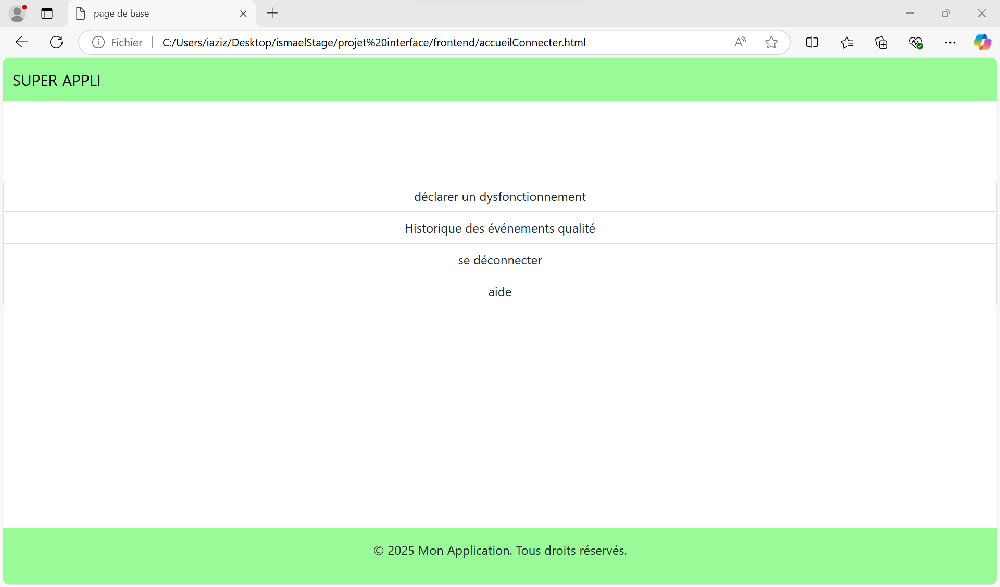 page de base
Fichier
C:/Users/iaziz/Desktop/ismaelStage/projet%20interface/frontend/accueilConnecter.html
SUPER APPLI
déclarer un dysfonctionnement
Historique des événements qualité
se déconnecter
aide
© 2025 Mon Application. Tous droits réservés.